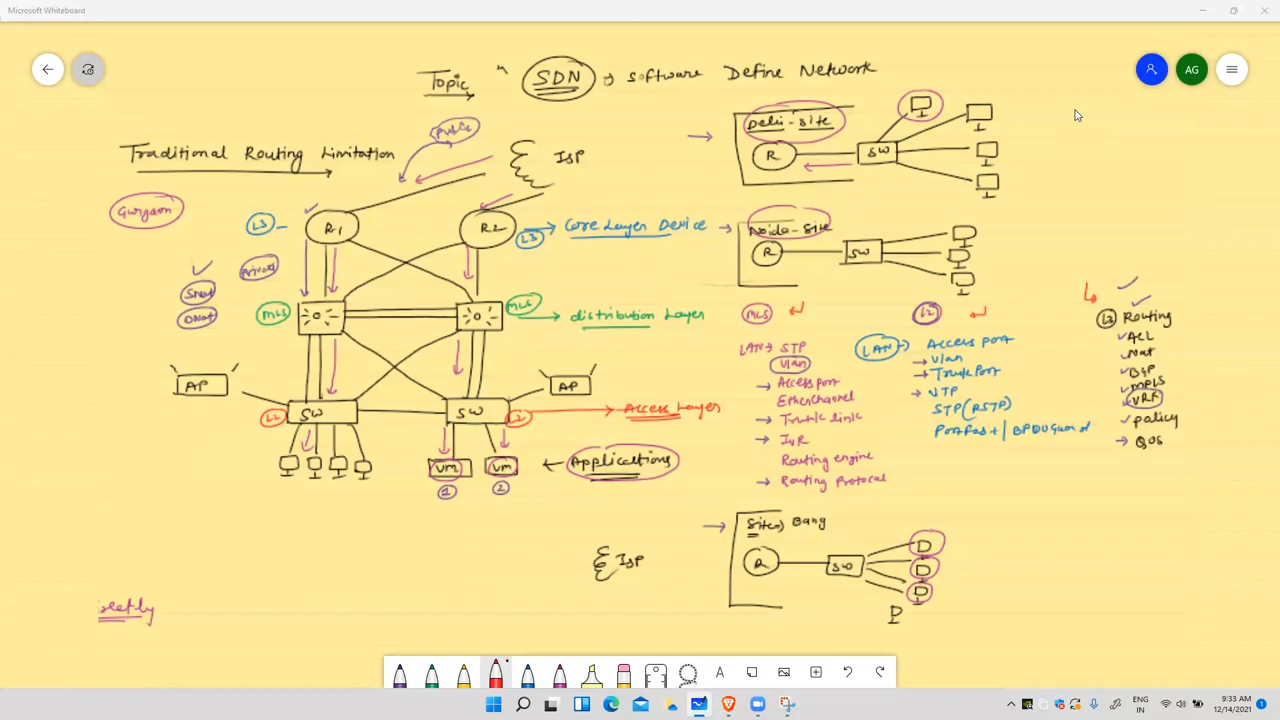 Microsoft Whiteboard
AG
Topic SDN software Define Network
Traditional Routing Limitation
Public
ISP
Gurgaon
L3
R1
R2
L3
Core Layer Device
Private
SNat
DNat
MLS
MLS
distribution Layer
AP
AP
L2
SW
SW
L2
Access Layer
VM
VM
Applications
1
2
ISP
Delhi-site
R
SW
Noida-site
R
SW
MLS
LAN STP
Vlan
Access port
Etherchannel
Trunk link
IVR
Routing engine
Routing Protocal
L2
LAN
Access port
Vlan
Trunk Port
VTP
STP (RSTP)
L3 Routing
ACL
Nat
BGP
MPLS
VRF
policy
QOS
Site Bang
R
SW
A
ENG
IN
9:33 AM
12/14/2021